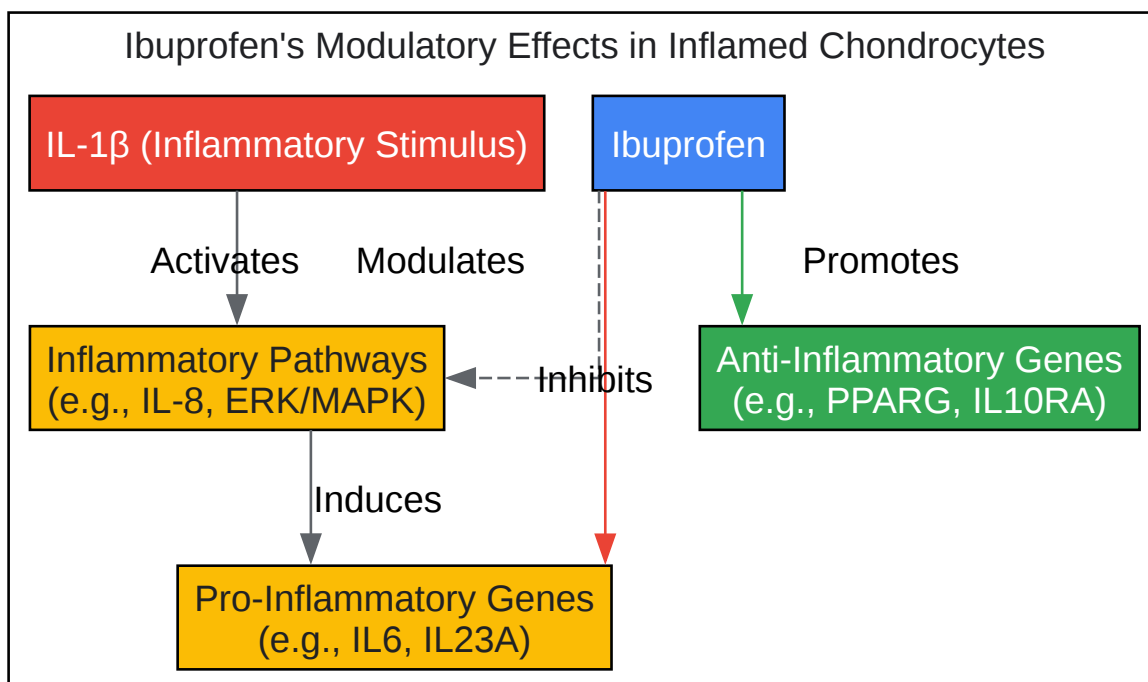 Ibuprofen's Modulatory Effects in Inflamed Chondrocytes
IL-1β (Inflammatory Stimulus)
Ibuprofen
Activates
Modulates
Promotes
Inflammatory Pathways
(e.g., IL-8, ERK/MAPK)
Inhibits
Anti-Inflammatory Genes
(e.g., PPARG, IL10RA)
Induces
Pro-Inflammatory Genes
(e.g., IL6, IL23A)